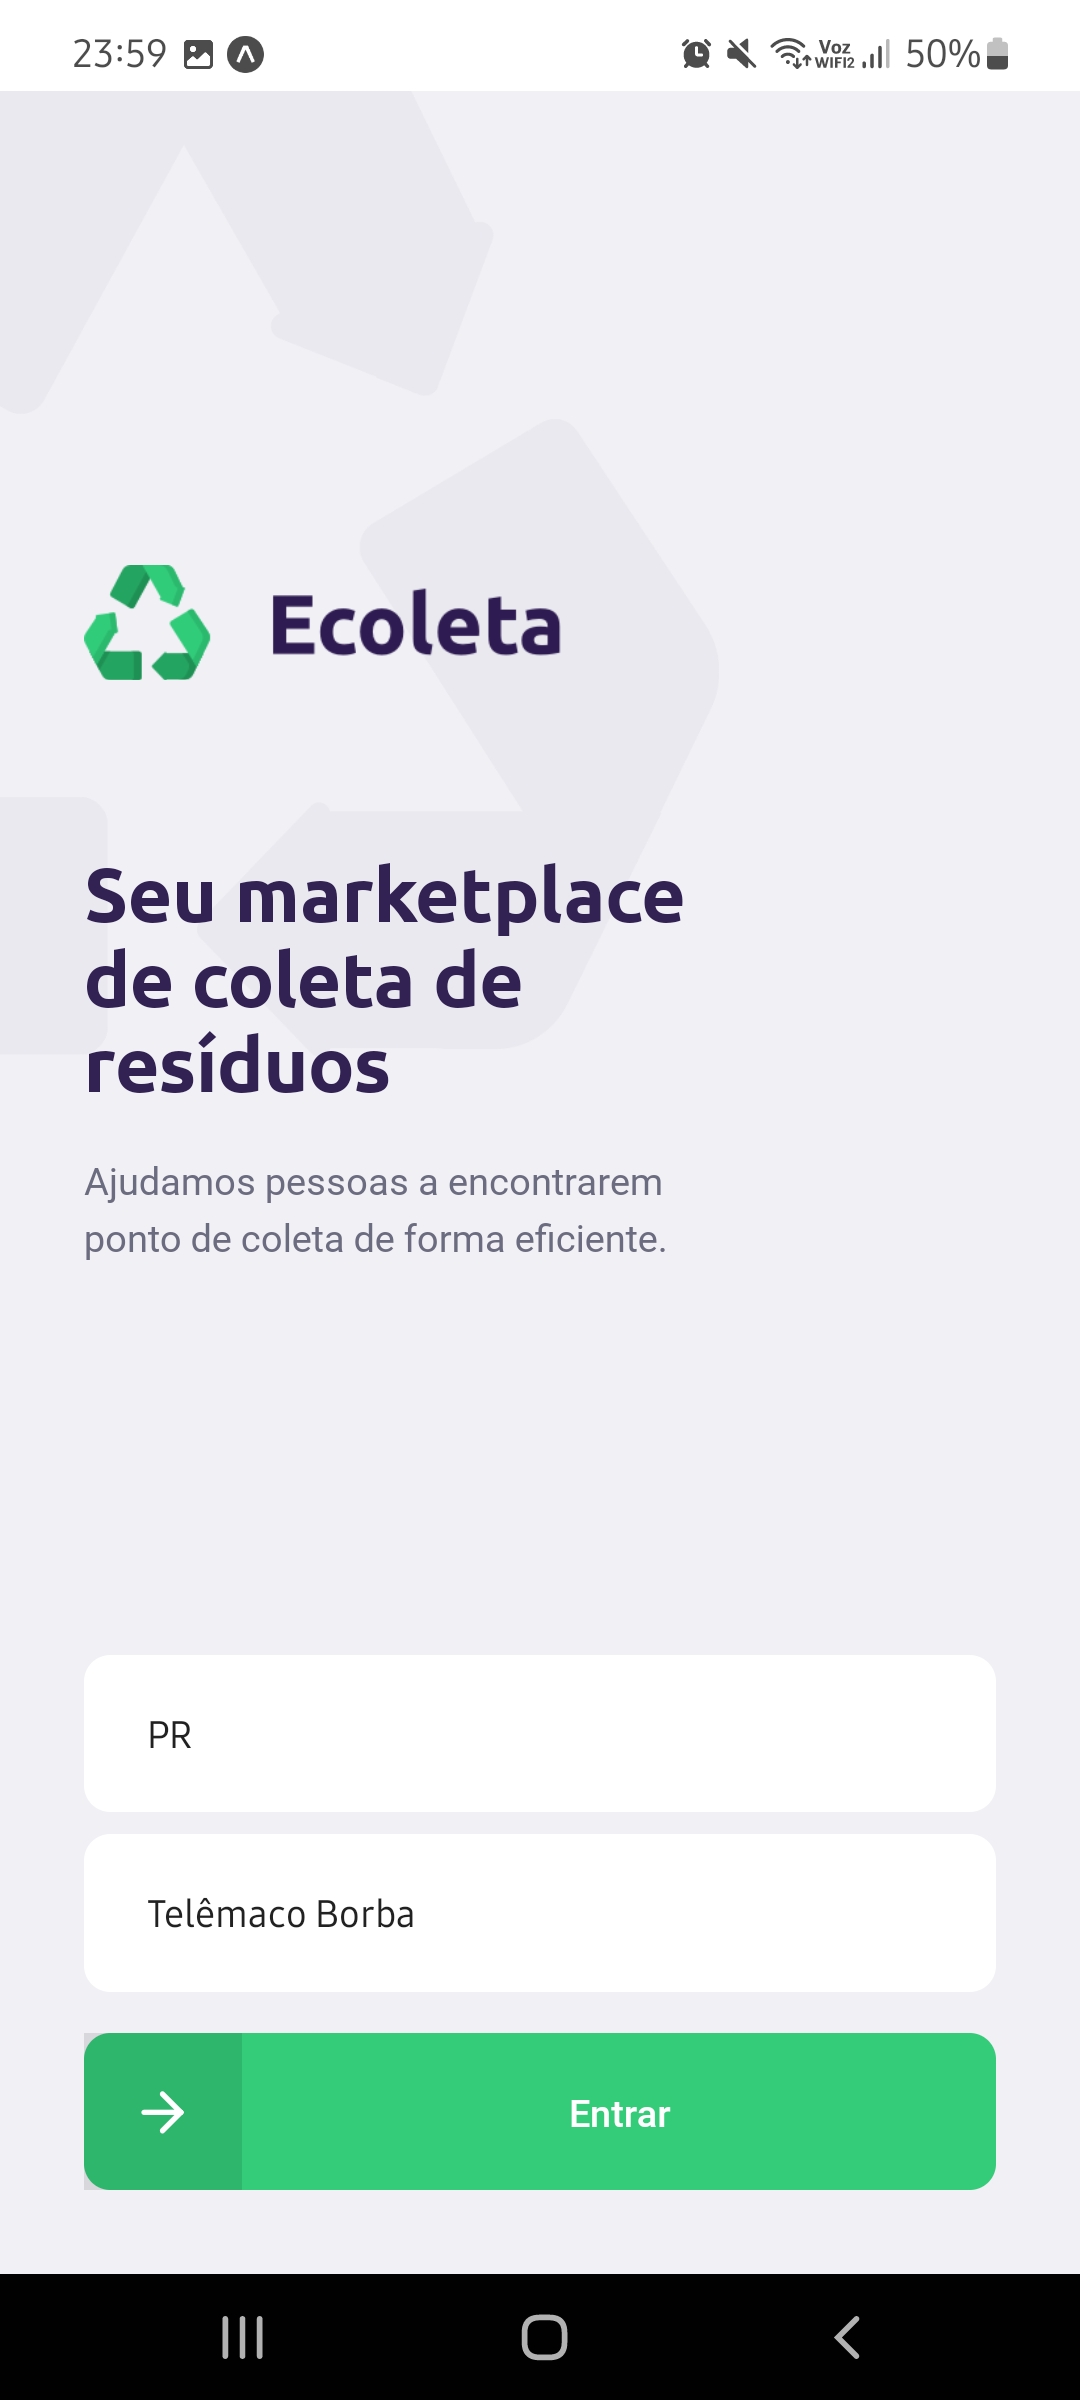 23:59
Voz
WIFI2
50%
Ecoleta
Seu marketplace
de coleta de
resíduos
Ajudamos pessoas a encontrarem
ponto de coleta de forma eficiente.
PR
Telêmaco Borba
Entrar